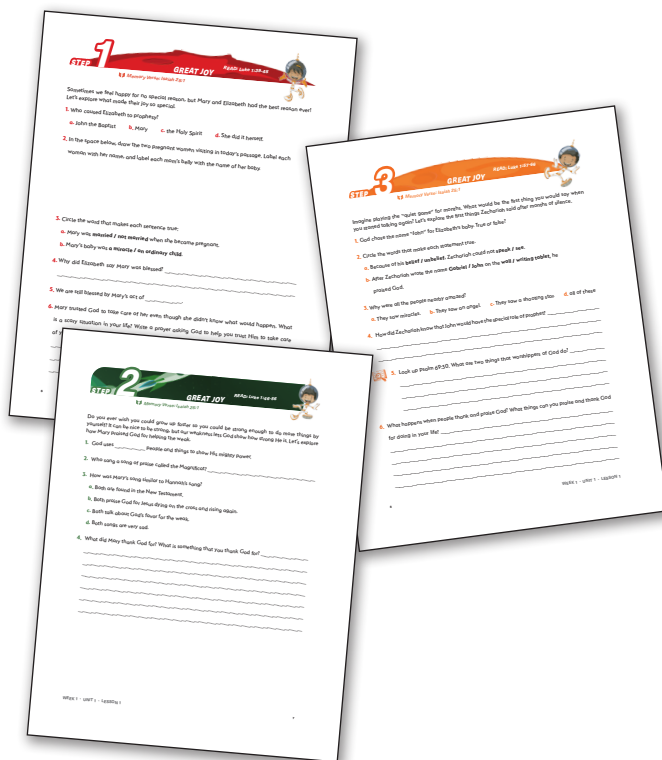 STEP 1
GREAT JOY
READ: Luke 1:39-45
Memory Verse: Isaiah 25:1
Sometimes we feel happy for no special reason, but Mary and Elizabeth had the best reason ever!
Let's explore what made their joy so special.
1. Who caused Elizabeth to prophesy?
a. John the Baptist b. Mary c. the Holy Spirit d. She did it herself.
2. In the space below, draw the two pregnant women visiting in today's passage. Label each
woman with her name, and label each mom's belly with the name of her baby.
3. Circle the word that makes each sentence true:
a. Mary was married / not married when she became pregnant.
b. Mary's baby was a miracle / an ordinary child.
4. Why did Elizabeth say Mary was blessed?
5. We are still blessed by Mary's act of
6. Mary trusted God to take care of her even though she didn't know what would happen. What
is a scary situation in your life? Write a prayer asking God to help you trust Him to take care
of y
STEP 3
GREAT JOY
READ: Luke 1:57-66
Memory Verse: Isaiah 25:1
Imagine playing the "quiet game" for months. What would be the first thing you would say when
you started talking again? Let's explore the first things Zechariah said after months of silence.
1. God chose the name "John" for Elizabeth's baby. True or false?
2. Circle the words that make each statement true.
a. Because of his belief / unbelief, Zechariah could not speak / see.
b. After Zechariah wrote the name Gabriel / John on the wall / writing tablet, he
praised God.
3. Why were all the people nearby amazed?
a. They saw miracles. b. They saw an angel. c. They saw a shooting star. d. all of these
4. How did Zechariah know that John would have the special role of prophet?
5. Look up Psalm 69:30. What are two things that worshippers of God do?
6. What happens when people thank and praise God? What things can you praise and thank God
for doing in your life?
WEEK 1 • UNIT 1 • LESSON 1
STEP 2
GREAT JOY
READ: Luke 1:46-56
Memory Verse: Isaiah 25:1
Do you ever wish you could grow up faster so you could be strong enough to do more things by
yourself? It can be nice to be strong, but our weakness lets God show how strong He is. Let's explore
how Mary praised God for helping the weak.
1. God uses people and things to show His mighty power.
2. Who sang a song of praise called the Magnificat?
3. How was Mary's song similar to Hannah's song?
a. Both are found in the New Testament.
b. Both praise God for Jesus dying on the cross and rising again.
c. Both talk about God's favor for the weak.
d. Both songs are very sad.
4. What did Mary thank God for? What is something that you thank God for?
WEEK 1 • UNIT 1 • LESSON 1